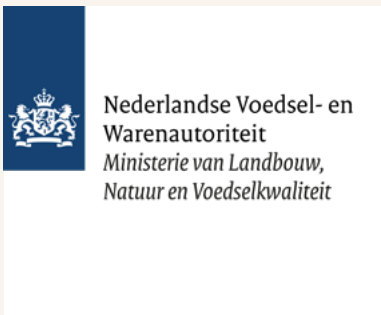 Nederlandse Voedsel- en
Warenautoriteit
Ministerie van Landbouw,
Natuur en Voedselkwaliteit